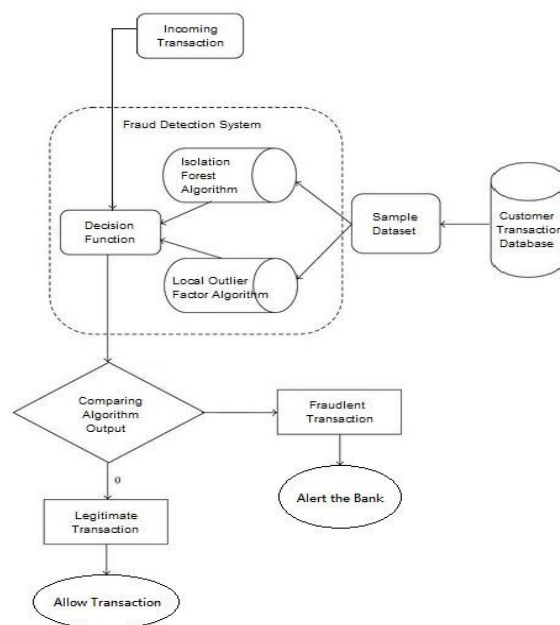 Incoming
Transaction
Fraud Detection System
Isolation
Forest
Algorithm
Decision
Function
Sample
Dataset
Customer
Transaction
Database
Local Outlier
Factor Algorithm
Comparing
Algorithm
Output
Fraudlent
Transaction
0
Alert the Bank
Legitimate
Transaction
Allow Transaction